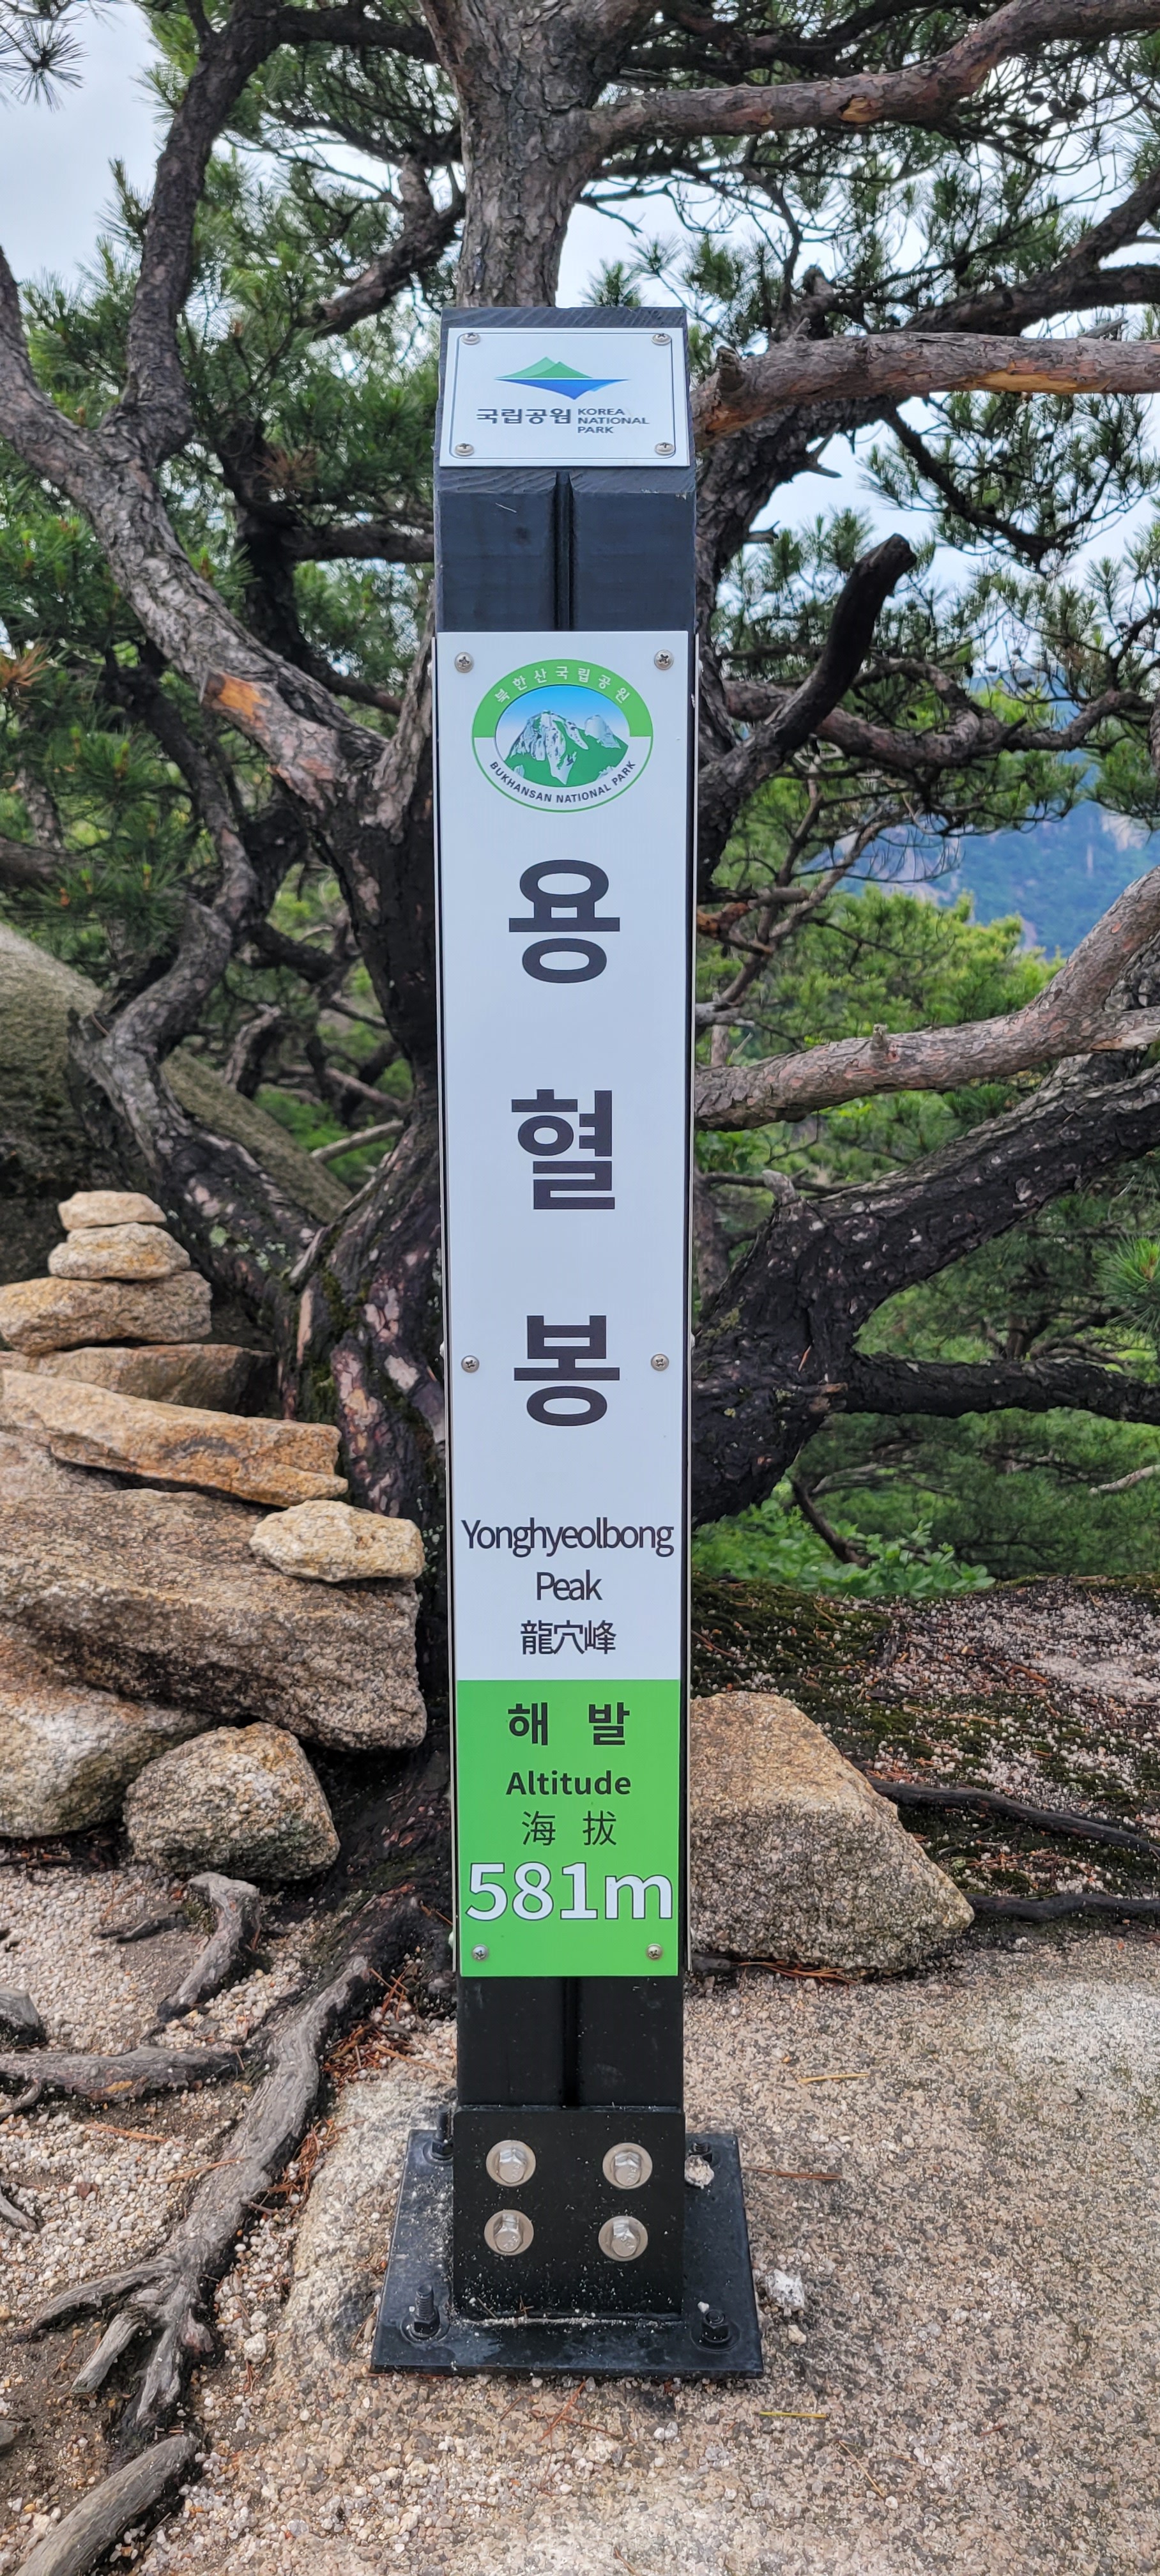 국립공원 KOREA NATIONAL PARK
북한산국립공원
BUKHANSAN NATIONAL PARK
용
혈
봉
Yonghyeolbong
Peak
龍穴峰
해 발
Altitude
海 拔
581m